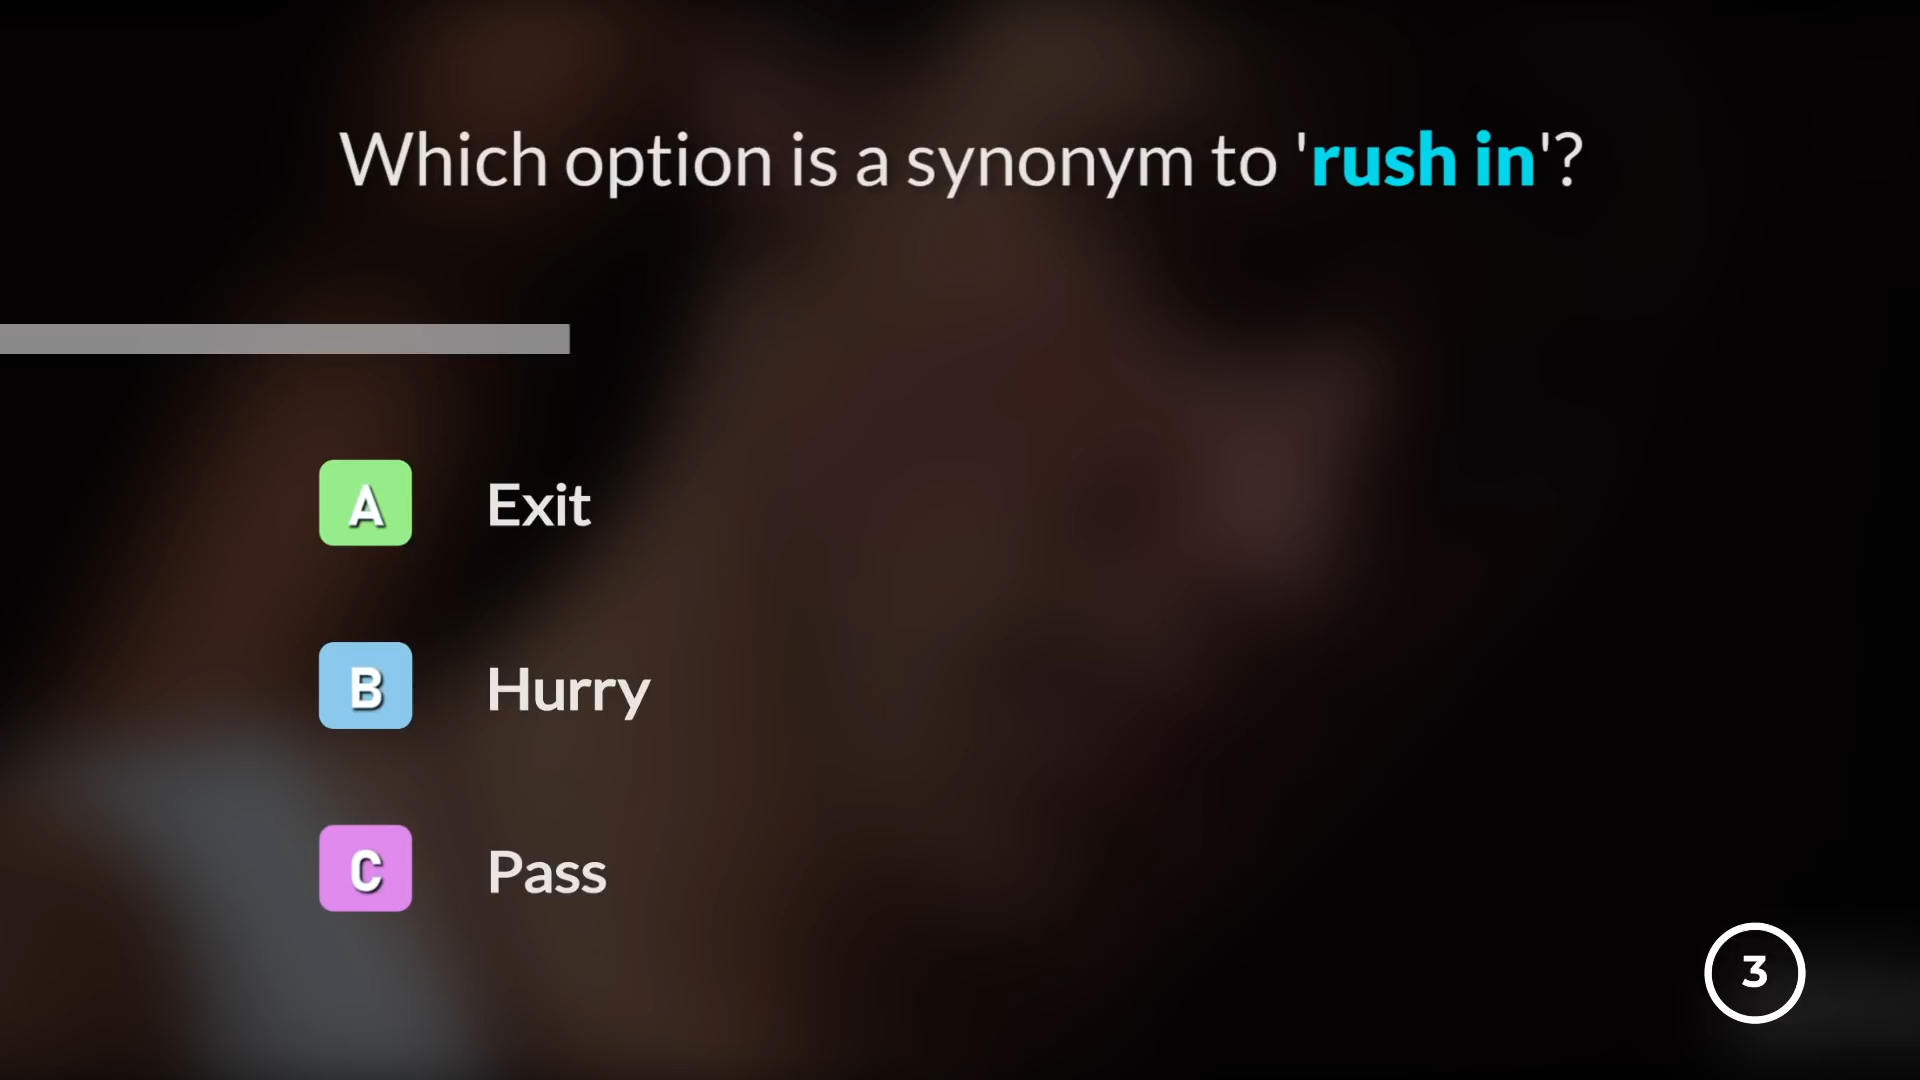 Which option is a synonym to 'rush in'?
A Exit
B Hurry
C Pass
3